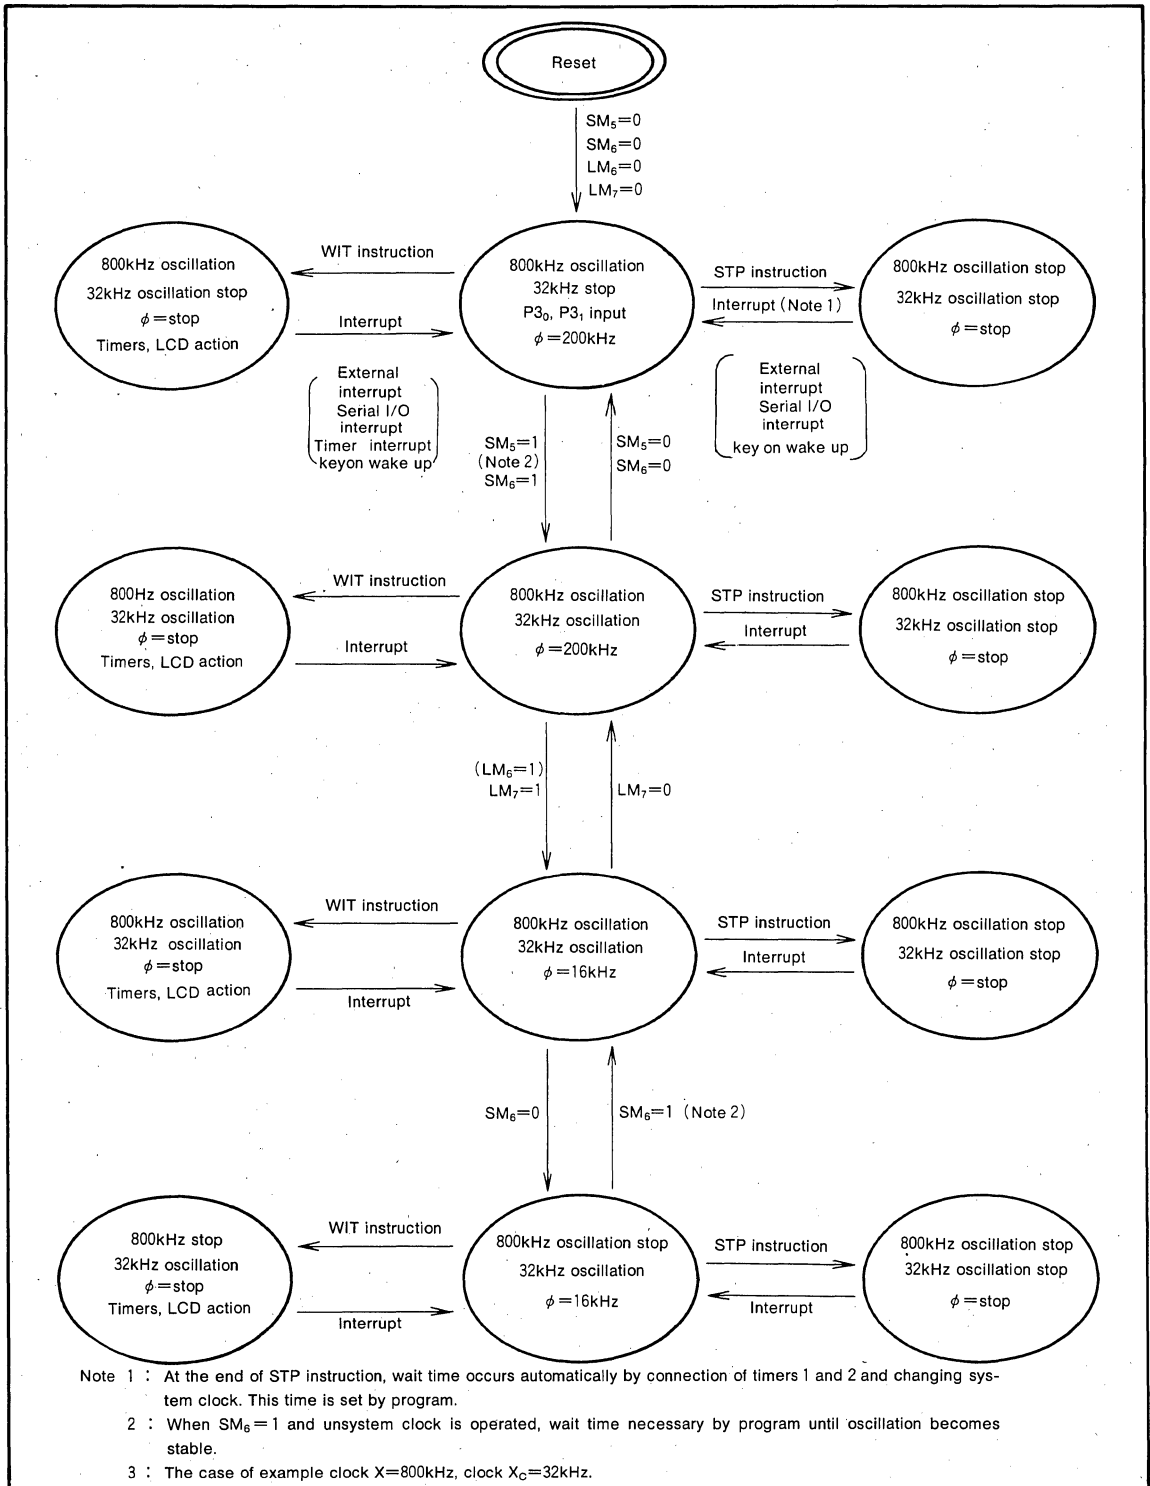 Reset
SM₅=0
SM₆=0
LM₆=0
LM₇=0
800kHz oscillation
32kHz oscillation stop
ϕ=stop
Timers, LCD action
WIT instruction
Interrupt
External
interrupt
Serial I/O
interrupt
Timer interrupt
keyon wake up
800kHz oscillation
32kHz stop
P3₀, P3₁ input
ϕ=200kHz
STP instruction
Interrupt (Note 1)
External
interrupt
Serial I/O
interrupt
key on wake up
800kHz oscillation stop
32kHz oscillation stop
ϕ=stop
SM₅=1
(Note 2)
SM₆=1
SM₅=0
SM₆=0
800Hz oscillation
32kHz oscillation
ϕ=stop
Timers, LCD action
WIT instruction
Interrupt
800kHz oscillation
32kHz oscillation
ϕ=200kHz
STP instruction
Interrupt
800kHz oscillation stop
32kHz oscillation stop
ϕ=stop
(LM₆=1)
LM₇=1
LM₇=0
800kHz oscillation
32kHz oscillation
ϕ=stop
Timers, LCD action
WIT instruction
Interrupt
800kHz oscillation
32kHz oscillation
ϕ=16kHz
STP instruction
Interrupt
800kHz oscillation stop
32kHz oscillation stop
ϕ=stop
SM₆=0
SM₆=1 (Note 2)
800kHz stop
32kHz oscillation
ϕ=stop
Timers, LCD action
WIT instruction
Interrupt
800kHz oscillation stop
32kHz oscillation
ϕ=16kHz
STP instruction
Interrupt
800kHz oscillation stop
32kHz oscillation stop
ϕ=stop
Note 1 : At the end of STP instruction, wait time occurs automatically by connection of timers 1 and 2 and changing sys-
tem clock. This time is set by program.
2 : When SM₆=1 and unsystem clock is operated, wait time necessary by program until oscillation becomes
stable.
3 : The case of example clock X=800kHz, clock X_C=32kHz.